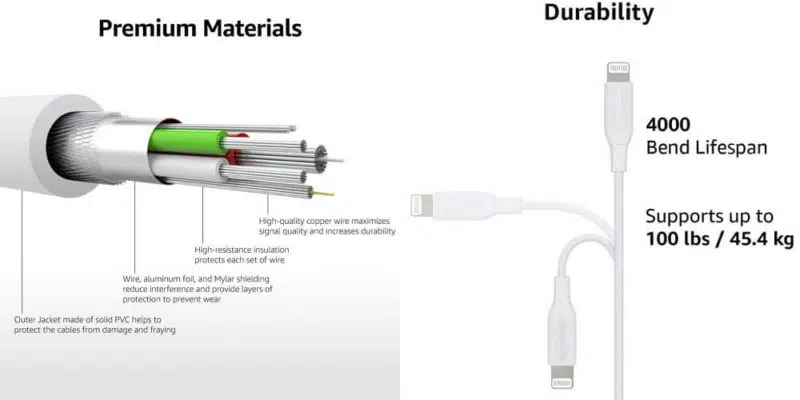 Premium Materials
High-quality copper wire maximizes
signal quality and increases durability
High-resistance insulation
protects each set of wire
Wire, aluminum foil, and Mylar shielding
reduce interference and provide layers of
protection to prevent wear
Outer Jacket made of solid PVC helps to
protect the cables from damage and fraying
Durability
4000
Bend Lifespan
Supports up to
100 lbs / 45.4 kg